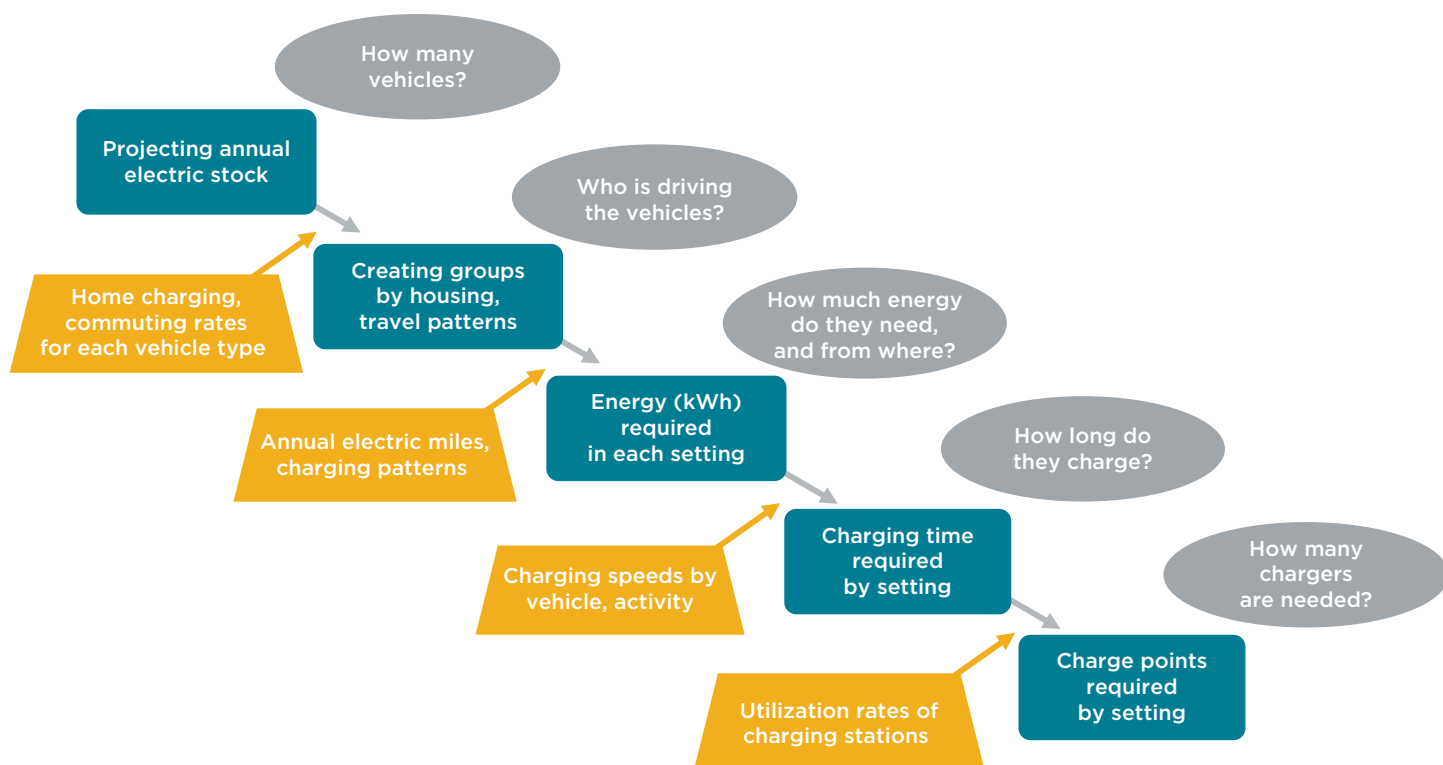 How many
vehicles?
Projecting annual
electric stock
Who is driving
the vehicles?
Home charging,
commuting rates
for each vehicle type
Creating groups
by housing,
travel patterns
How much energy
do they need,
and from where?
Annual electric miles,
charging patterns
Energy (kWh)
required
in each setting
How long do
they charge?
Charging speeds by
vehicle, activity
Charging time
required
by setting
How many
chargers
are needed?
Utilization rates of
charging stations
Charge points
required
by setting